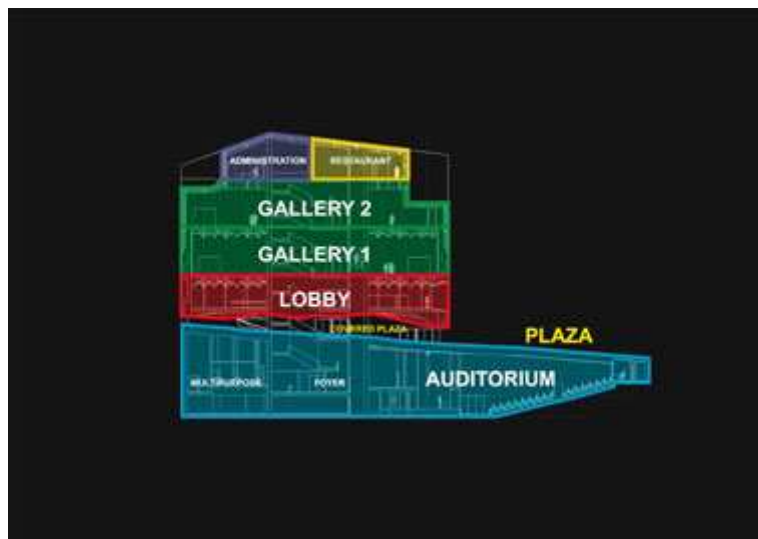 ADMINISTRATION
RESTAURANT
GALLERY 2
GALLERY 1
LOBBY
COVERED PLAZA
PLAZA
MULTIPURPOSE
FOYER
AUDITORIUM